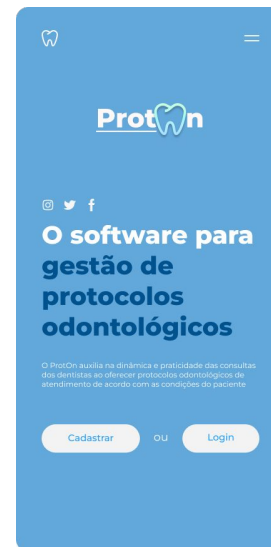 ProtOn
O software para
gestão de
protocolos
odontológicos
O ProtOn auxilia na dinâmica e praticidade das consultas
dos dentistas ao oferecer protocolos odontológicos de
atendimento de acordo com as condições do paciente
Cadastrar ou Login